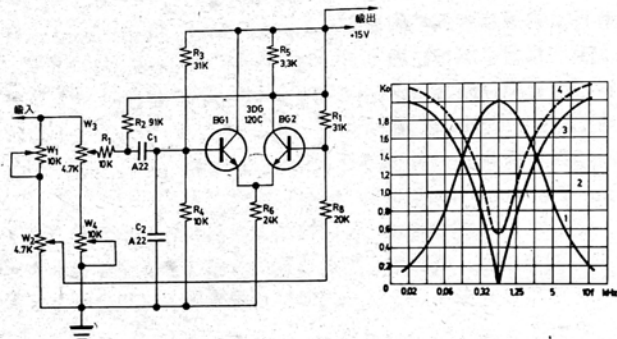 輸出
+15V
R3
31K
R5
3.3K
輸入
W3
R2 91K
C1
BG1
3DG
120C
BG2
R1
31K
W1
10K
4.7K
R1
10K
A22
W2
4.7K
W4
10K
C2
A22
R4
10K
R6
24K
R8
20K
Ko
1,8
1,6
1,4
1,2
1,0
0.8
0.6
0.4
0,2
0
4
3
2
1
0.02
0.06
0.32
1.25
5
10f
kHz